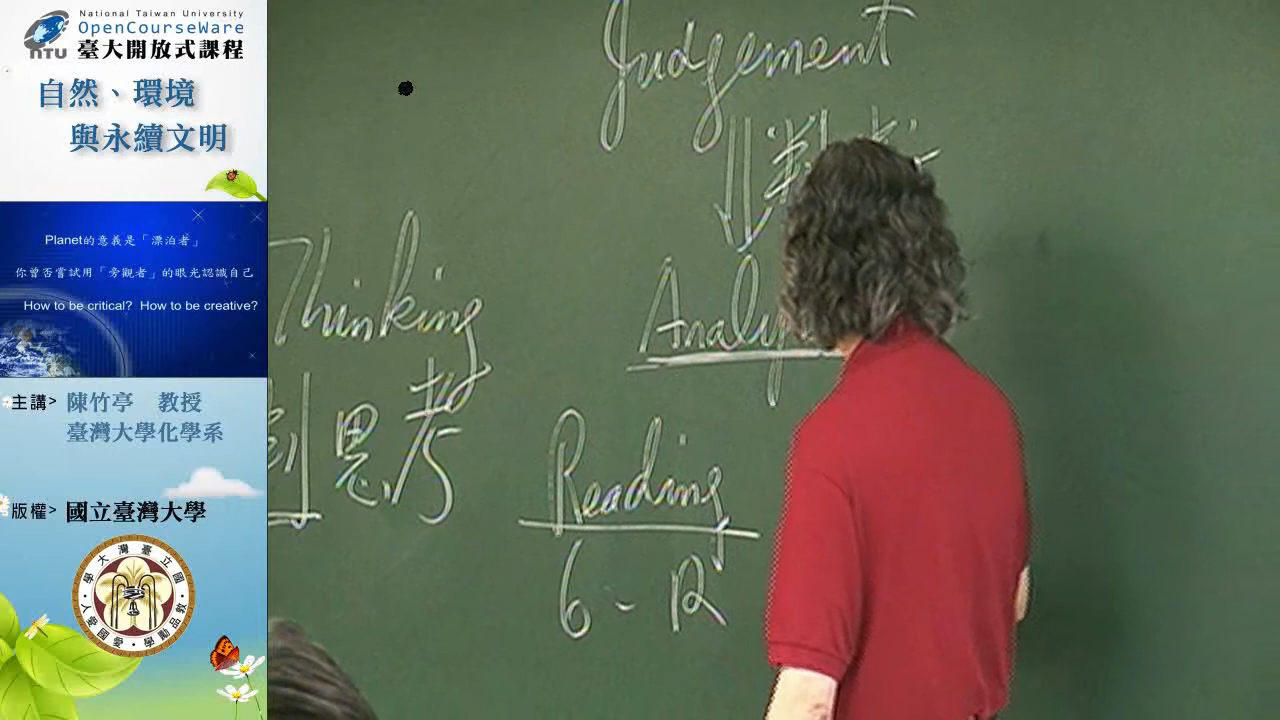 National Taiwan University
OpenCourseWare
臺大開放式課程
NTU
自然、環境
與永續文明
Planet的意義是「漂泊者」
你曾否嘗試用「旁觀者」的眼光認識自己
How to be critical? How to be creative?
主講> 陳竹亭 教授
臺灣大學化學系
版權> 國立臺灣大學
Judgement
Thinking
思考
Reading
6-12